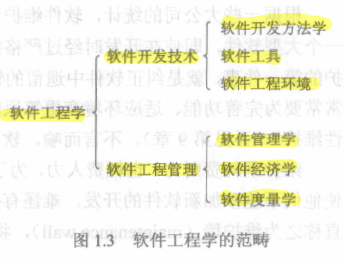 软件工程学
软件开发技术
软件开发方法学
软件工具
软件工程环境
软件工程管理
软件管理学
软件经济学
软件度量学
图 1.3 软件工程学的范畴